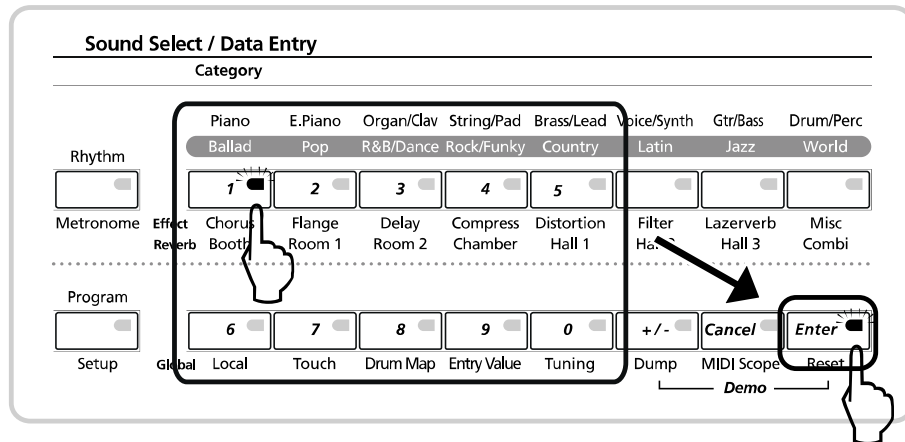 Sound Select / Data Entry
Category
Piano E.Piano Organ/Clav String/Pad Brass/Lead Voice/Synth Gtr/Bass Drum/Perc
Rhythm Ballad Pop R&B/Dance Rock/Funky Country Latin Jazz World
1 2 3 4 5
Metronome Effect Chorus Flange Delay Compress Distortion Filter Lazerverb Misc
Reverb Booth Room 1 Room 2 Chamber Hall 1 Hall 3 Combi
Program
6 7 8 9 0 +/- Cancel Enter
Setup Global Local Touch Drum Map Entry Value Tuning Dump MIDI Scope Reset
Demo